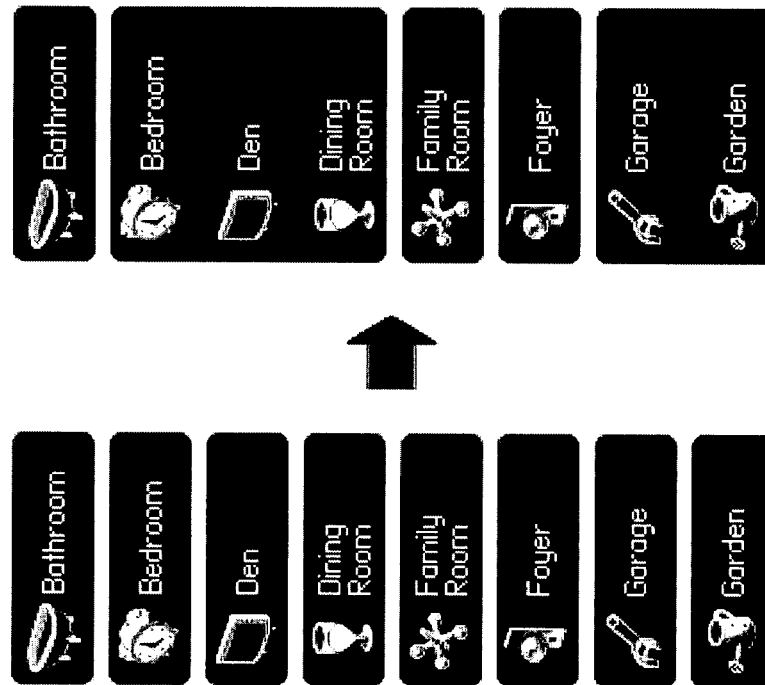 Bathroom
Bedroom
Den
Dining
Room
Family
Room
Foyer
Garage
Garden
Bathroom
Bedroom
Den
Dining
Room
Family
Room
Foyer
Garage
Garden